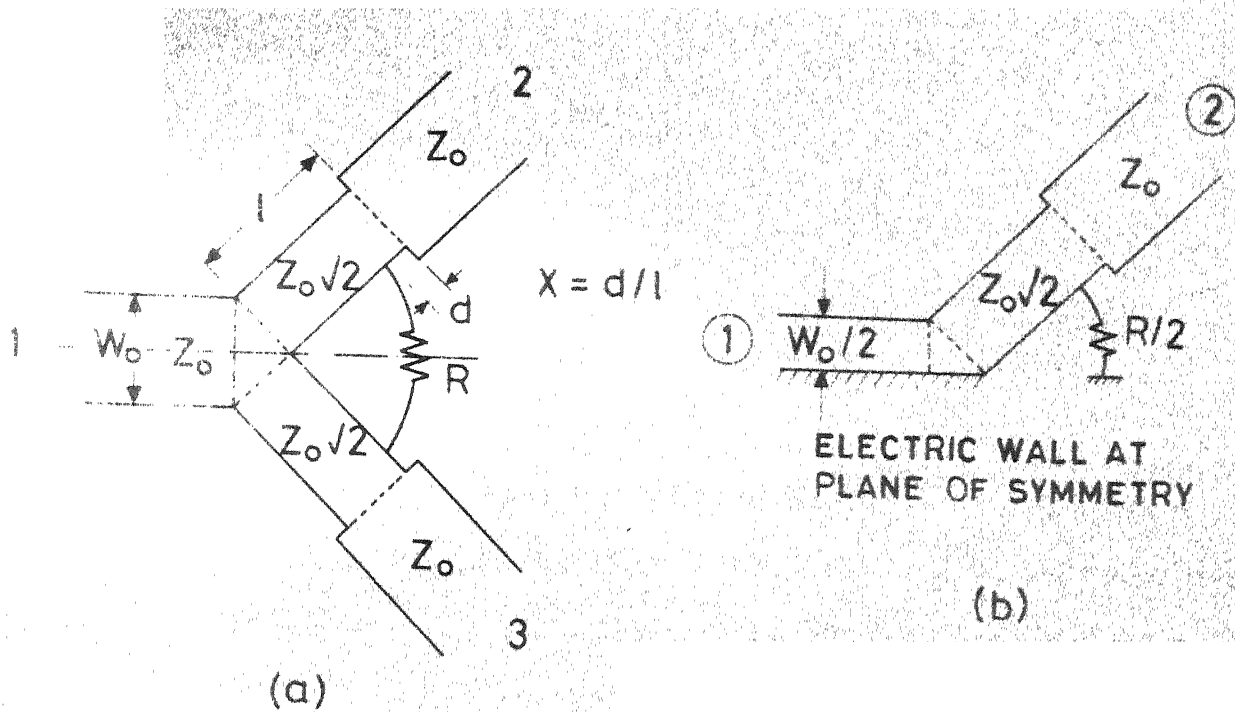 2
Z₀
l
Z₀√2
d
X = d/l
1
W₀
Z₀
R
Z₀√2
Z₀
3
(a)
②
Z₀
Z₀√2
①
W₀/2
R/2
ELECTRIC WALL AT
PLANE OF SYMMETRY
(b)